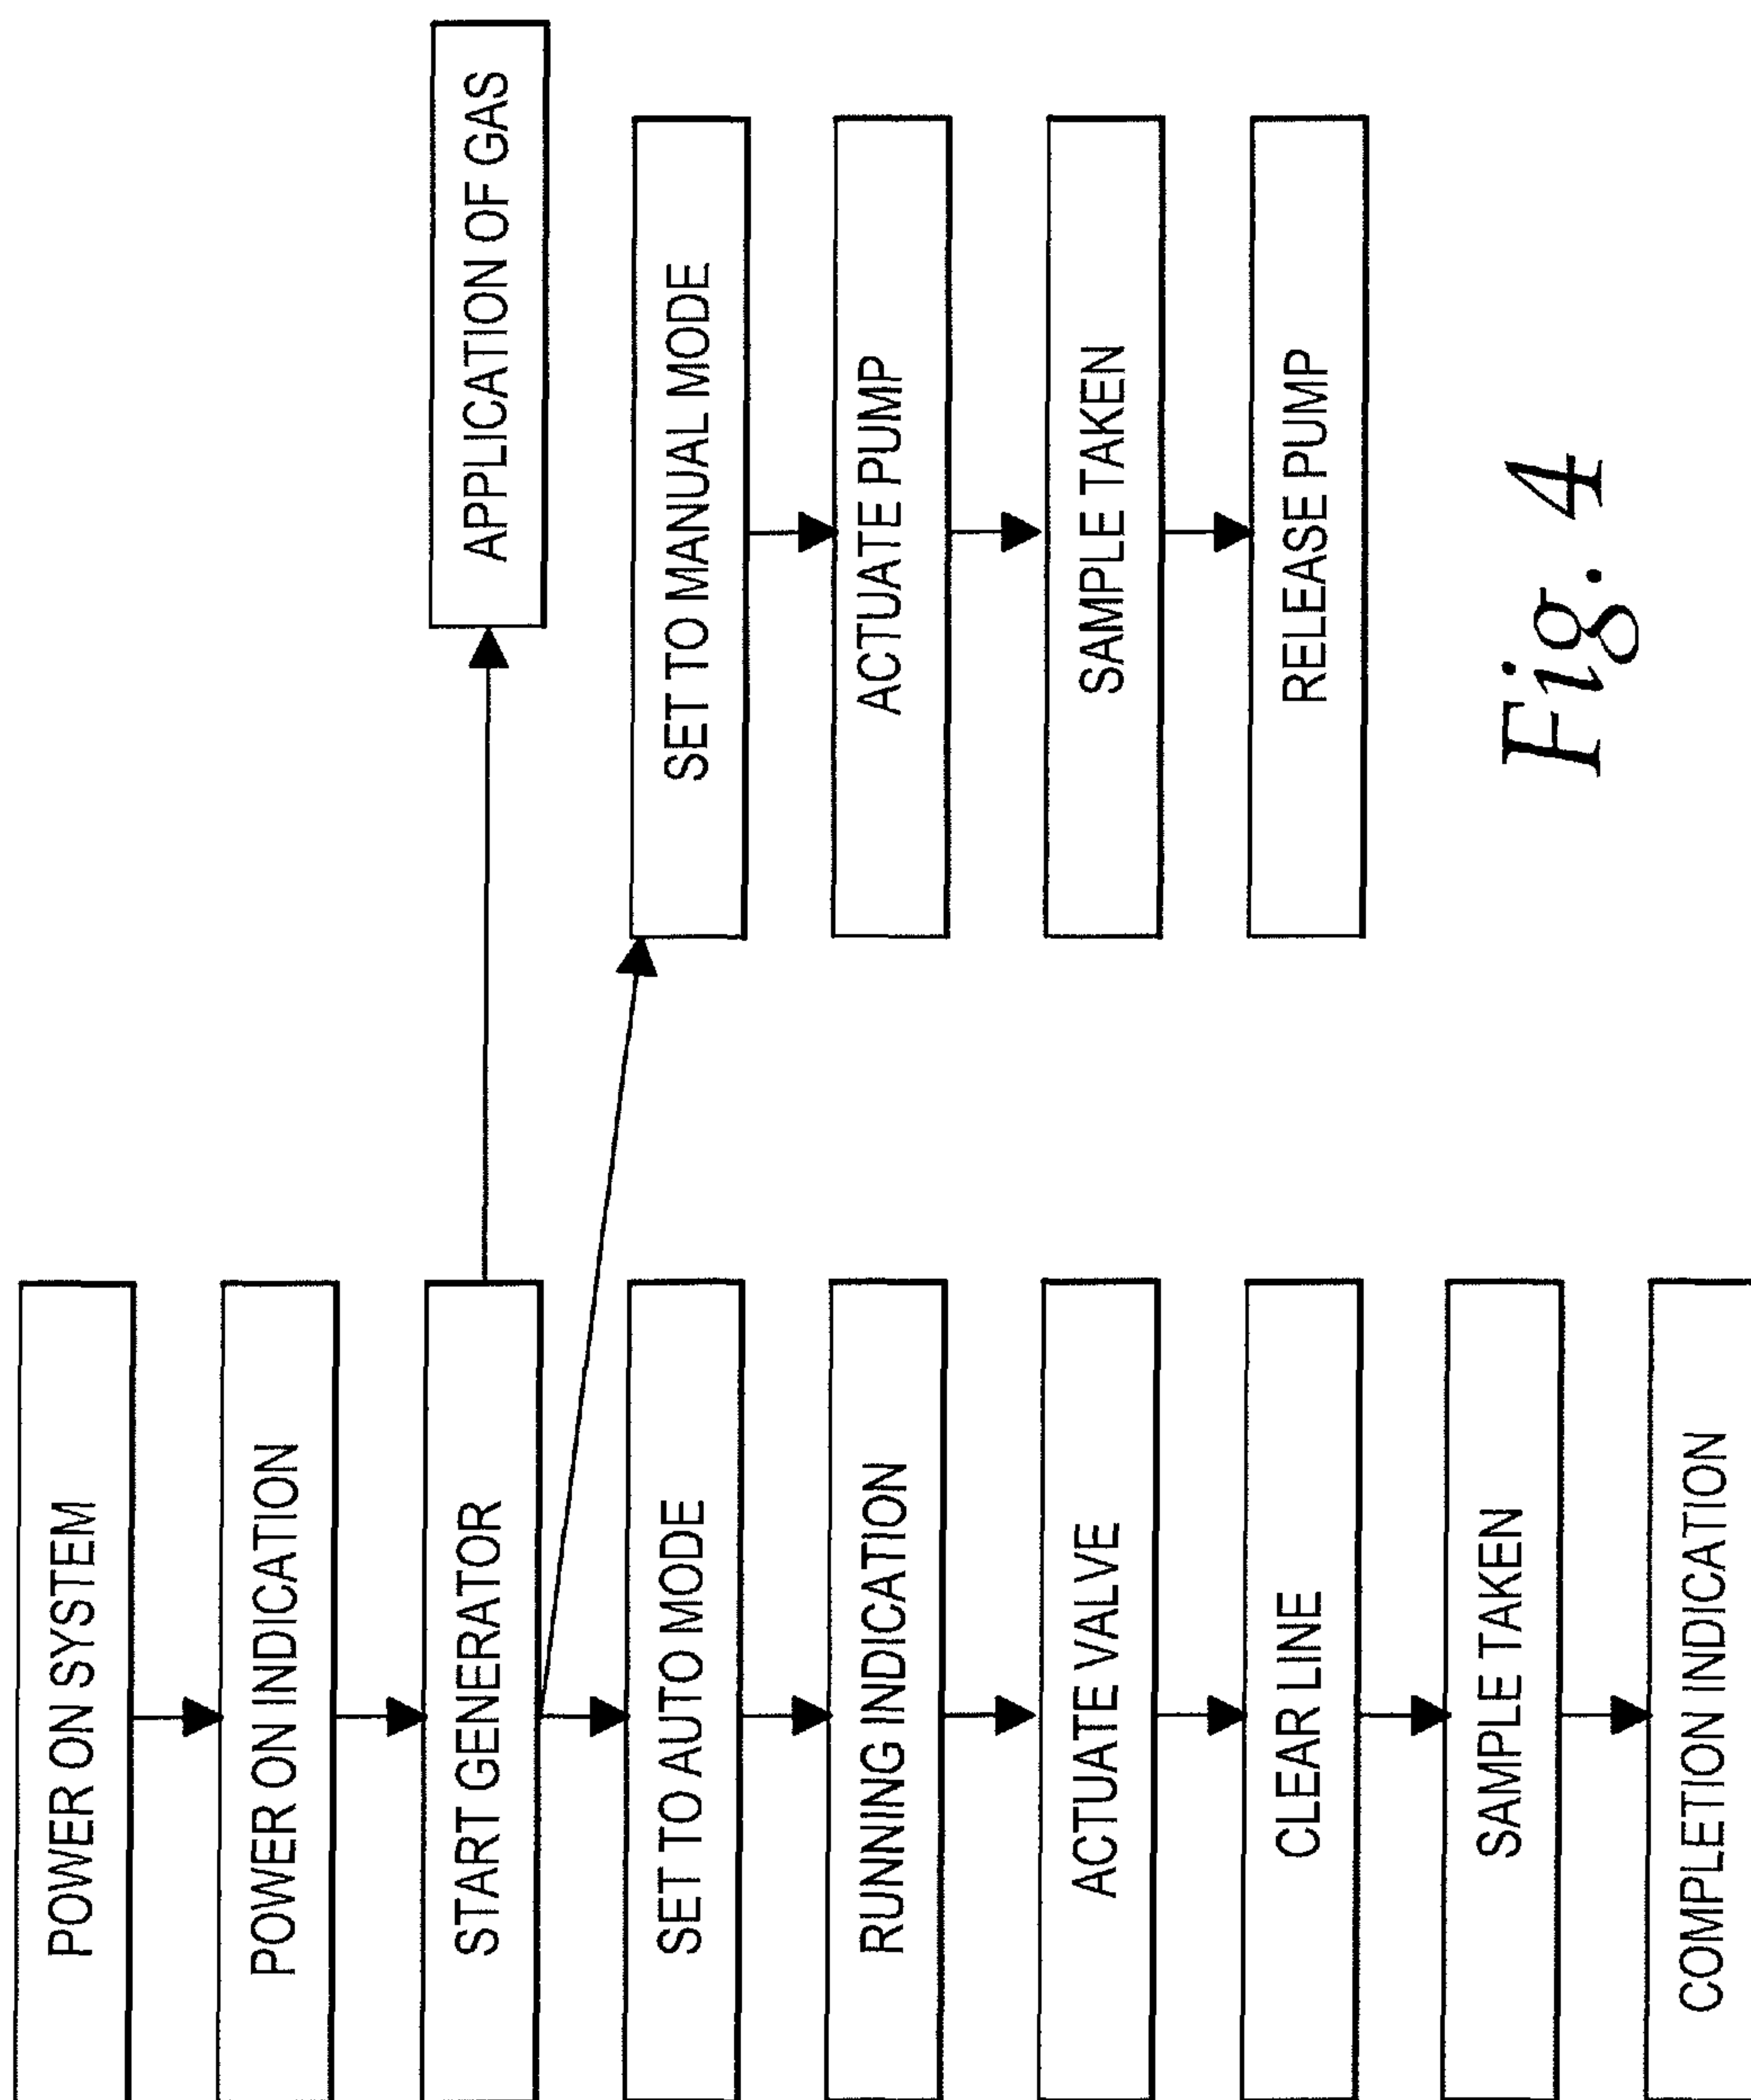 POWER ON SYSTEM
POWER ON INDICATION
START GENERATOR
APPLICATION OF GAS
SET TO AUTO MODE
RUNNING INDICATION
ACTUATE VALVE
CLEAR LINE
SAMPLE TAKEN
COMPLETION INDICATION
SET TO MANUAL MODE
ACTUATE PUMP
SAMPLE TAKEN
RELEASE PUMP
Fig. 4